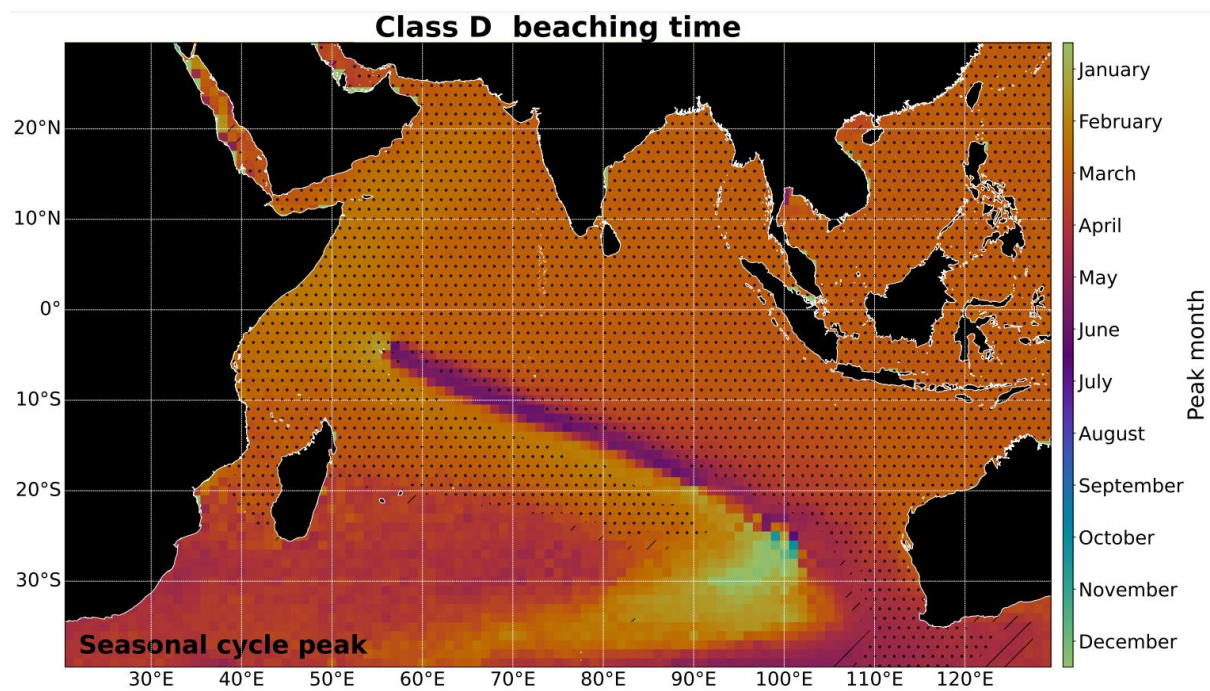 Class D  beaching time
20°N
10°N
0°
10°S
20°S
30°S
30°E
40°E
50°E
60°E
70°E
80°E
90°E
100°E
110°E
120°E
Seasonal cycle peak
January
February
March
April
May
June
July
August
September
October
November
December
Peak month